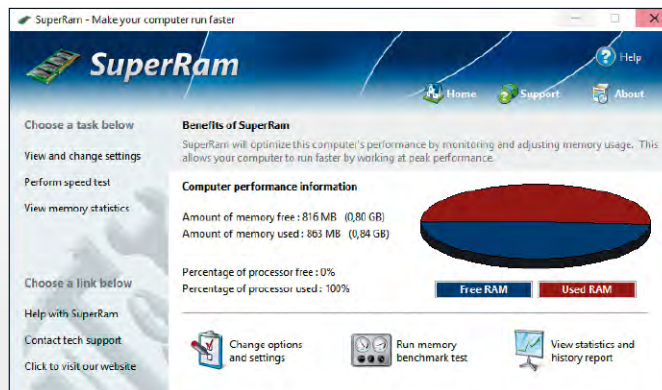 SuperRam - Make your computer run faster
SuperRam
Help
Home
Support
About
Choose a task below
View and change settings
Perform speed test
View memory statistics
Choose a link below
Help with SuperRam
Contact tech support
Click to visit our website
Benefits of SuperRam
SuperRam will optimize this computer's performance by monitoring and adjusting memory usage. This
allows your computer to run faster by working at peak performance.
Computer performance information
Amount of memory free : 816 MB (0,80 GB)
Amount of memory used : 863 MB (0,84 GB)
Percentage of processor free : 0%
Percentage of processor used : 100%
Free RAM
Used RAM
Change options
and settings
Run memory
benchmark test
View statistics and
history report